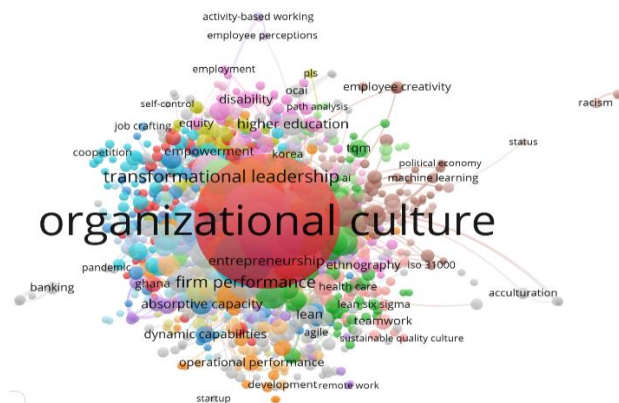 activity-based working
employee perceptions
employment
pls
ocai
employee creativity
disability
racism
self-control
path analysis
equity
higher education
job crafting
tqm
status
coopetition
empowerment
korea
political economy
transformational leadership
ai
machine learning
organizational culture
entrepreneurship
ethnography
iso 31000
pandemic
ghana
firm performance
health care
banking
acculturation
absorptive capacity
lean
lean six sigma
agile
teamwork
dynamic capabilities
sustainable quality culture
operational performance
development
remote work
startup